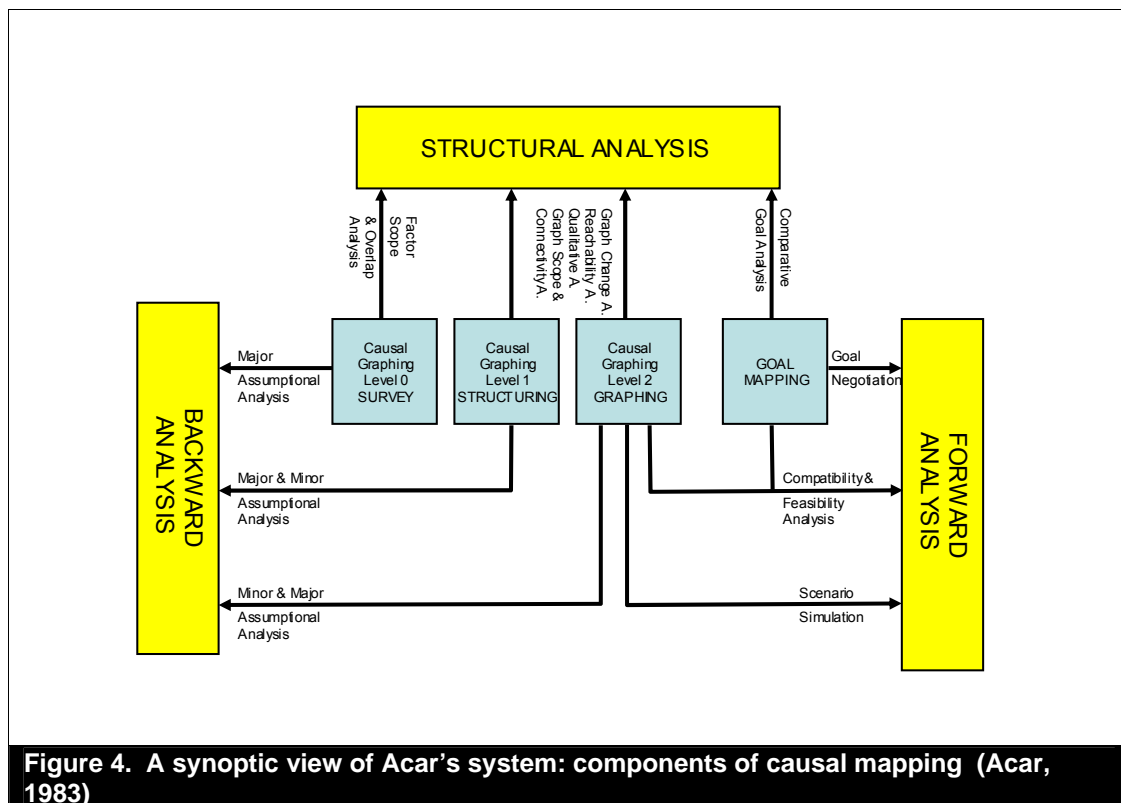 STRUCTURAL ANALYSIS
Factor
Scope
& Overlap
Analysis
Graph Change A.
Reachability A.
Qualitative A.
Graph Scope &
Connectivity A.
Comparative
Goal Analysis
BACKWARD
ANALYSIS
Major
Assumptional
Analysis
Causal
Graphing
Level 0
SURVEY
Causal
Graphing
Level 1
STRUCTURING
Causal
Graphing
Level 2
GRAPHING
GOAL
MAPPING
Goal
Negotiation
FORWARD
ANALYSIS
Major & Minor
Assumptional
Analysis
Compatibility &
Feasibility
Analysis
Minor & Major
Assumptional
Analysis
Scenario
Simulation
Figure 4. A synoptic view of Acar's system: components of causal mapping (Acar,
1983)